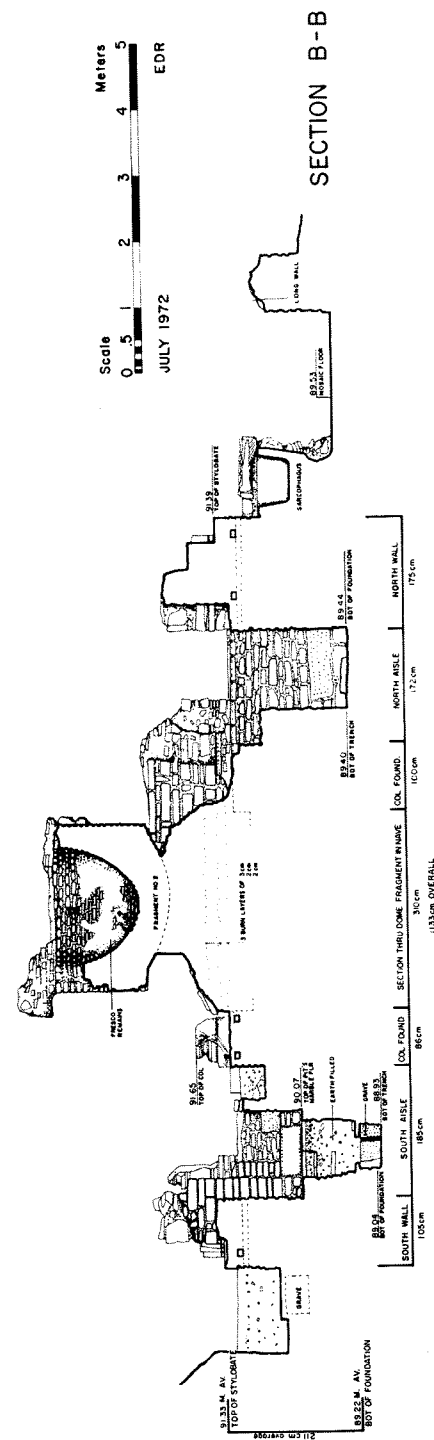 Scale
Meters
0 .5 1 2 3 4 5
JULY 1972
EDR
SECTION B-B
91.33 M. AV.
TOP OF STYLOBATE
211 cm average
89.22 M. AV.
BOT OF FOUNDATION
GRAVE
91.65
TOP OF COL
90.07
TOP OF PIT'S
MARBLE FLR
EARTH FILLED
GRAVE
89.04
BOT OF FOUNDATION
88.93
BOT OF TRENCH
FRESCO
REMAINS
FRAGMENT NO 2
3 BURN LAYERS OF
3cm
2cm
2cm
89.40
BOT OF TRENCH
89.44
BOT OF FOUNDATION
91.39
TOP OF STYLOBATE
SARCOPHAGUS
89.53
MOSAIC FLOOR
LONG WALL
SOUTH WALL
105cm
SOUTH AISLE
185cm
COL FOUND
86cm
SECTION THRU DOME FRAGMENT IN NAVE
310cm
COL FOUND.
100cm
NORTH AISLE
172cm
NORTH WALL
175cm
1133cm OVERALL